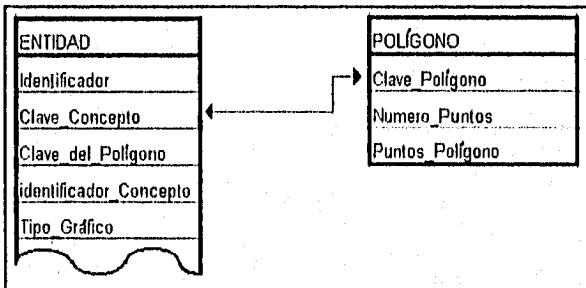 ENTIDAD
Identificador
Clave_Concepto
Clave_del_Polígono
identificador_Concepto
Tipo_Gráfico
POLÍGONO
Clave_Polígono
Numero_Puntos
Puntos_Polígono